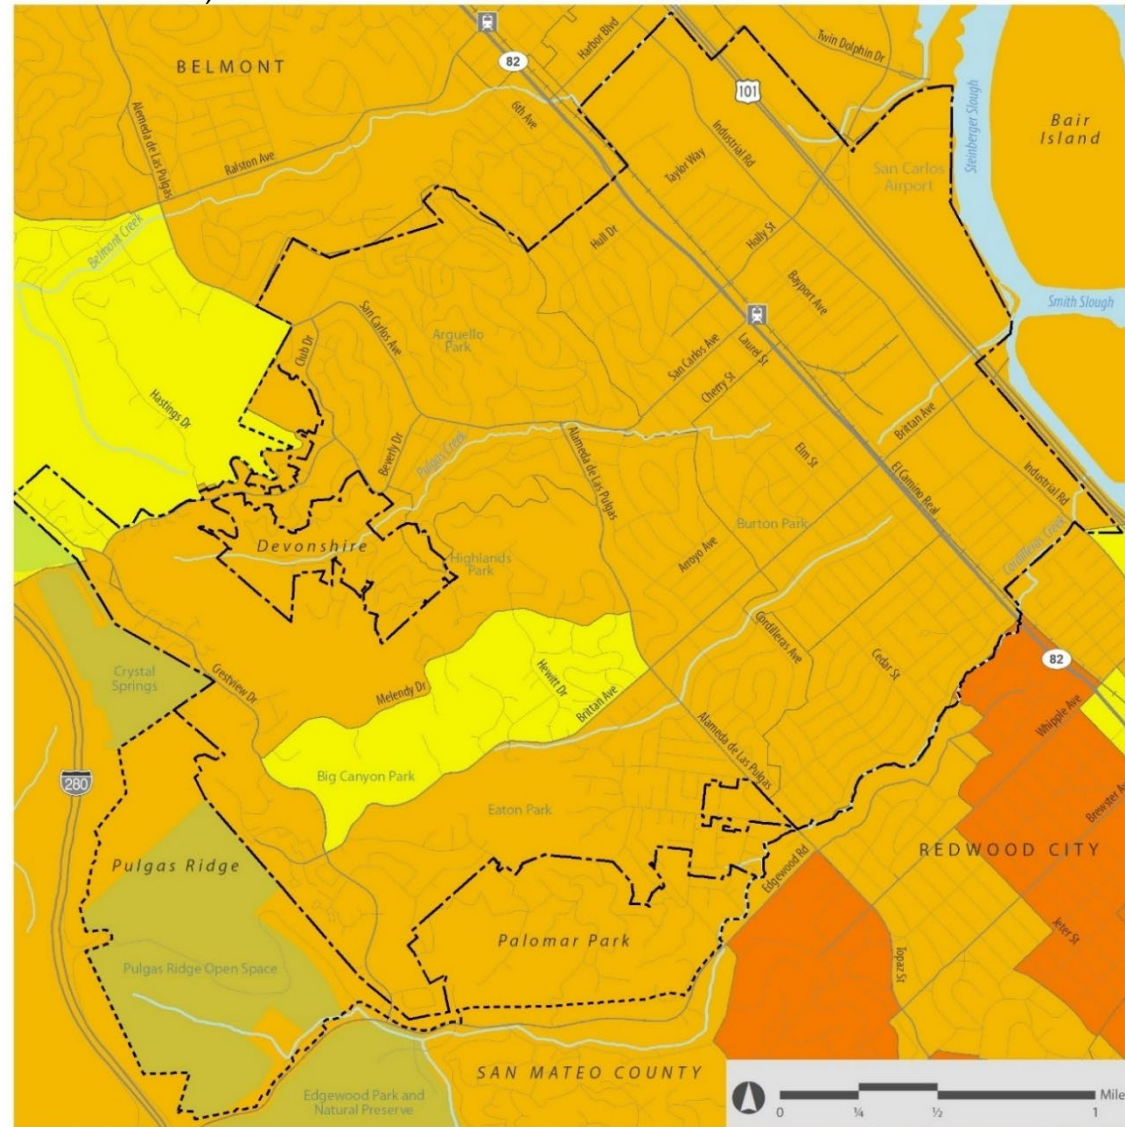 BELMONT
82
Harbor Blvd
Twin Dolphin Dr
101
Bair
Island
Steinberger Slough
6th Ave
Industrial Rd
Alemeda de Las Pulgas
Ralston Ave
Taylor Way
San Carlos
Airport
Belmont Creek
Hull Dr
Holly St
Bayport Ave
Smith Slough
Club Dr
San Carlos Ave
Arguello
Park
San Carlos Ave
Laurel St
Cherry St
Hastings Dr
Beverly Dr
Pulgas Creek
Alameda de Las Pulgas
Elm St
Brittan Ave
El Camino Real
Industrial Rd
Devonshire
Highlands
Park
Burton Park
Arroyo Ave
Cordilleras Creek
Crystal
Springs
Crestview Dr
Melendy Dr
Hewitt Dr
Brittan Ave
Cordilleras Ave
Cedar St
82
Whipple Ave
Alameda de Las Pulgas
280
Big Canyon Park
Eaton Park
Brewster Av
Pulgas Ridge
Edgewood Rd
REDWOOD CITY
Palomar Park
Jeter St
Topaz St
Pulgas Ridge Open Space
SAN MATEO COUNTY
Edgewood Park and
Natural Preserve
0 ¼ ½ 1 Mile